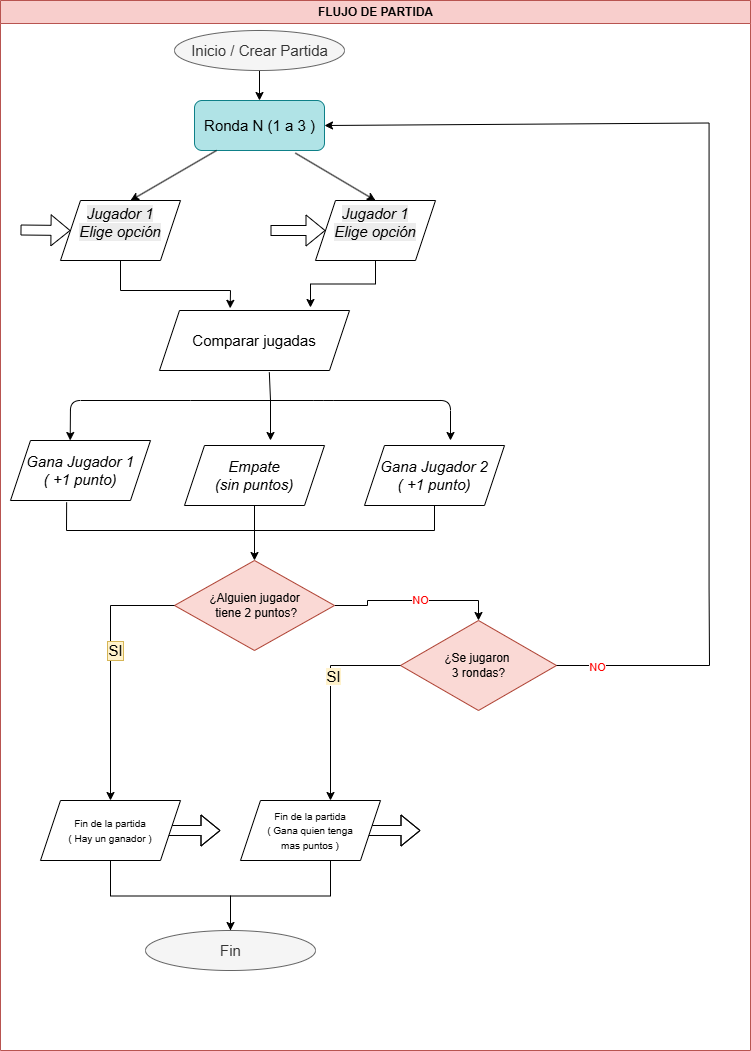 FLUJO DE PARTIDA
Inicio / Crear Partida
Ronda N (1 a 3 )
Jugador 1
Elige opción
Jugador 1
Elige opción
Comparar jugadas
Gana Jugador 1
( +1 punto)
Empate
(sin puntos)
Gana Jugador 2
( +1 punto)
¿Alguien jugador
tiene 2 puntos?
NO
SI
¿Se jugaron
3 rondas?
NO
SI
Fin de la partida
( Hay un ganador )
Fin de la partida
( Gana quien tenga
mas puntos )
Fin